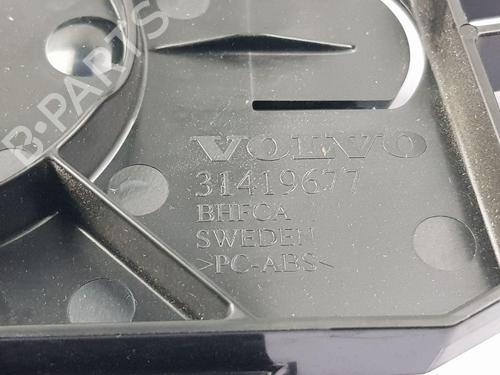 B-PARTS
VOLVO
31419677
BHFCA
SWEDEN
>PC-ABS<